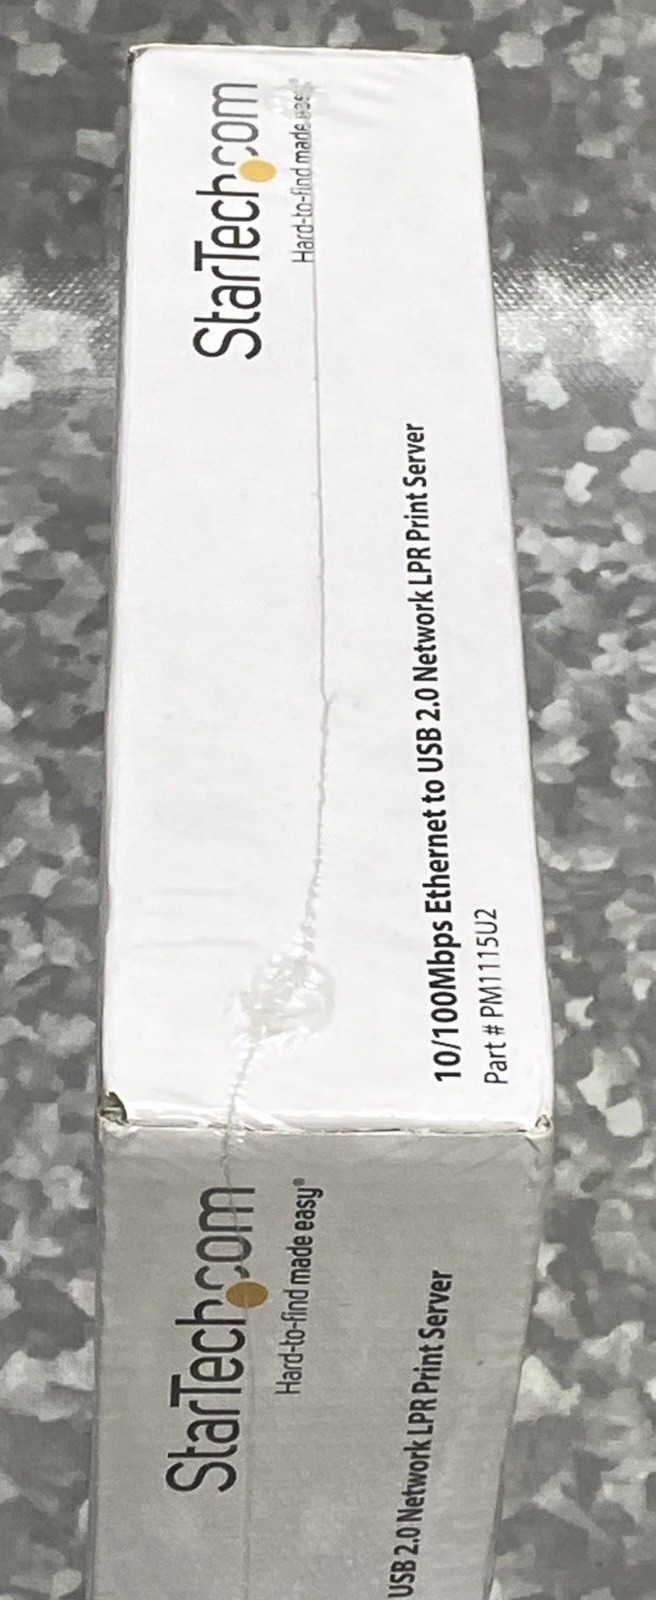 StarTech.com
Hard-to-find made easy®
10/100Mbps Ethernet to USB 2.0 Network LPR Print Server
Part # PM1115U2
StarTech.com
Hard-to-find made easy®
USB 2.0 Network LPR Print Server